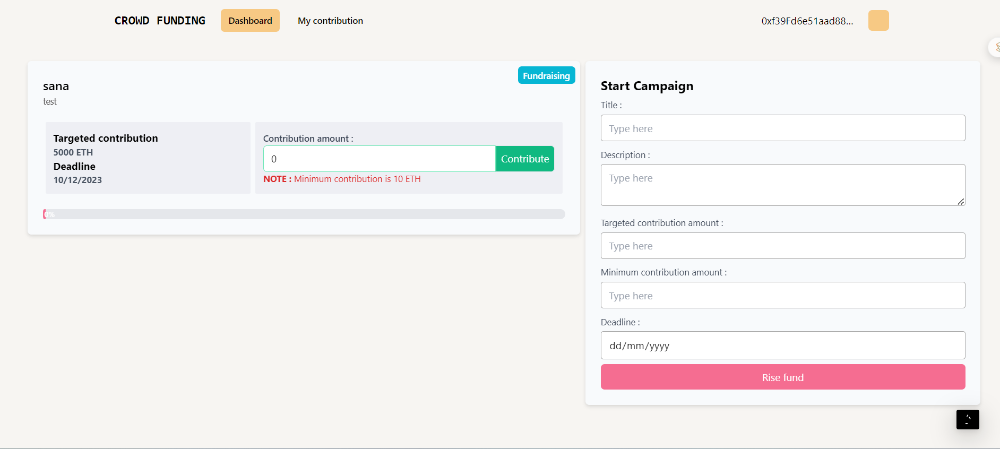 CROWD FUNDING Dashboard My contribution 0xf39Fd6e51aad88...
Fundraising
sana
test
Targeted contribution
5000 ETH
Deadline
10/12/2023
Contribution amount :
0 Contribute
NOTE : Minimum contribution is 10 ETH
0%
Start Campaign
Title :
Type here
Description :
Type here
Targeted contribution amount :
Type here
Minimum contribution amount :
Type here
Deadline :
dd/mm/yyyy
Rise fund